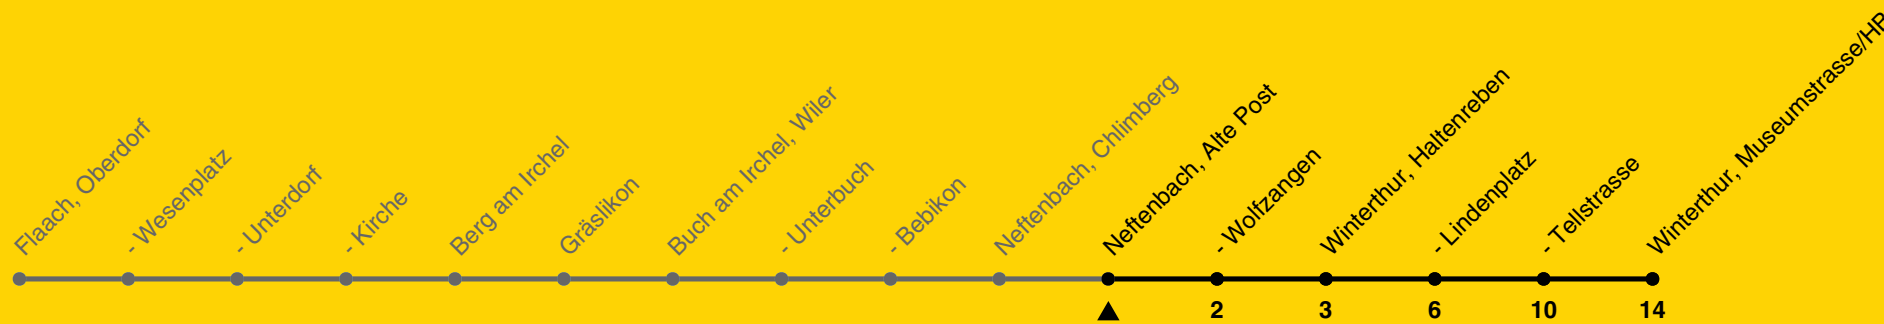 Flaach, Oberdorf
- Wesenplatz
- Unterdorf
- Kirche
Berg am Irchel
Gräslikon
Buch am Irchel, Wiler
- Unterbuch
- Bebikon
Neftenbach, Chlimberg
Neftenbach, Alte Post
- Wolfzangen
Winterthur, Haltenreben
- Lindenplatz
- Tellstrasse
Winterthur, Museumstrasse/HB
2 3 6 10 14